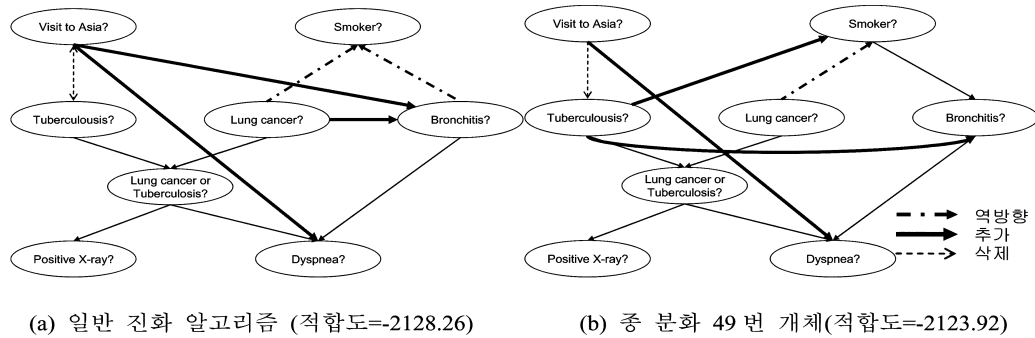 Visit to Asia?
Smoker?
Tuberculousis?
Lung cancer?
Bronchitis?
Lung cancer or
Tuberculosis?
Positive X-ray?
Dyspnea?
(a) 일반 진화 알고리즘 (적합도=-2128.26)
Visit to Asia?
Smoker?
Tuberculousis?
Lung cancer?
Bronchitis?
Lung cancer or
Tuberculosis?
Positive X-ray?
Dyspnea?
역방향
추가
삭제
(b) 종 분화 49번 개체(적합도=-2123.92)